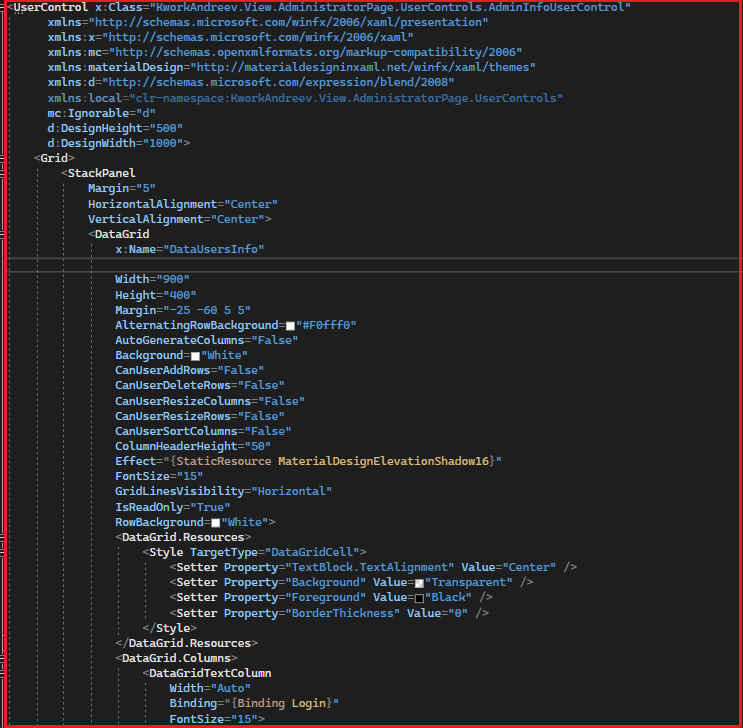 <UserControl x:Class="KworkAndreev.View.AdministratorPage.UserControls.AdminInfoUserControl"
xmlns="http://schemas.microsoft.com/winfx/2006/xaml/presentation"
xmlns:x="http://schemas.microsoft.com/winfx/2006/xaml"
xmlns:mc="http://schemas.openxmlformats.org/markup-compatibility/2006"
xmlns:materialDesign="http://materialdesigninxaml.net/winfx/xaml/themes"
xmlns:d="http://schemas.microsoft.com/expression/blend/2008"
xmlns:local="clr-namespace:KworkAndreev.View.AdministratorPage.UserControls"
mc:Ignorable="d"
d:DesignHeight="500"
d:DesignWidth="1000">
<Grid>
<StackPanel
Margin="5"
HorizontalAlignment="Center"
VerticalAlignment="Center">
<DataGrid
x:Name="DataUsersInfo"
Width="900"
Height="400"
Margin="-25 -60 5 5"
AlternatingRowBackground="#F0fff0"
AutoGenerateColumns="False"
Background="White"
CanUserAddRows="False"
CanUserDeleteRows="False"
CanUserResizeColumns="False"
CanUserResizeRows="False"
CanUserSortColumns="False"
ColumnHeaderHeight="50"
Effect="{StaticResource MaterialDesignElevationShadow16}"
FontSize="15"
GridLinesVisibility="Horizontal"
IsReadOnly="True"
RowBackground="White">
<DataGrid.Resources>
<Style TargetType="DataGridCell">
<Setter Property="TextBlock.TextAlignment" Value="Center" />
<Setter Property="Background" Value="Transparent" />
<Setter Property="Foreground" Value="Black" />
<Setter Property="BorderThickness" Value="0" />
</Style>
</DataGrid.Resources>
<DataGrid.Columns>
<DataGridTextColumn
Width="Auto"
Binding="{Binding Login}"
FontSize="15">